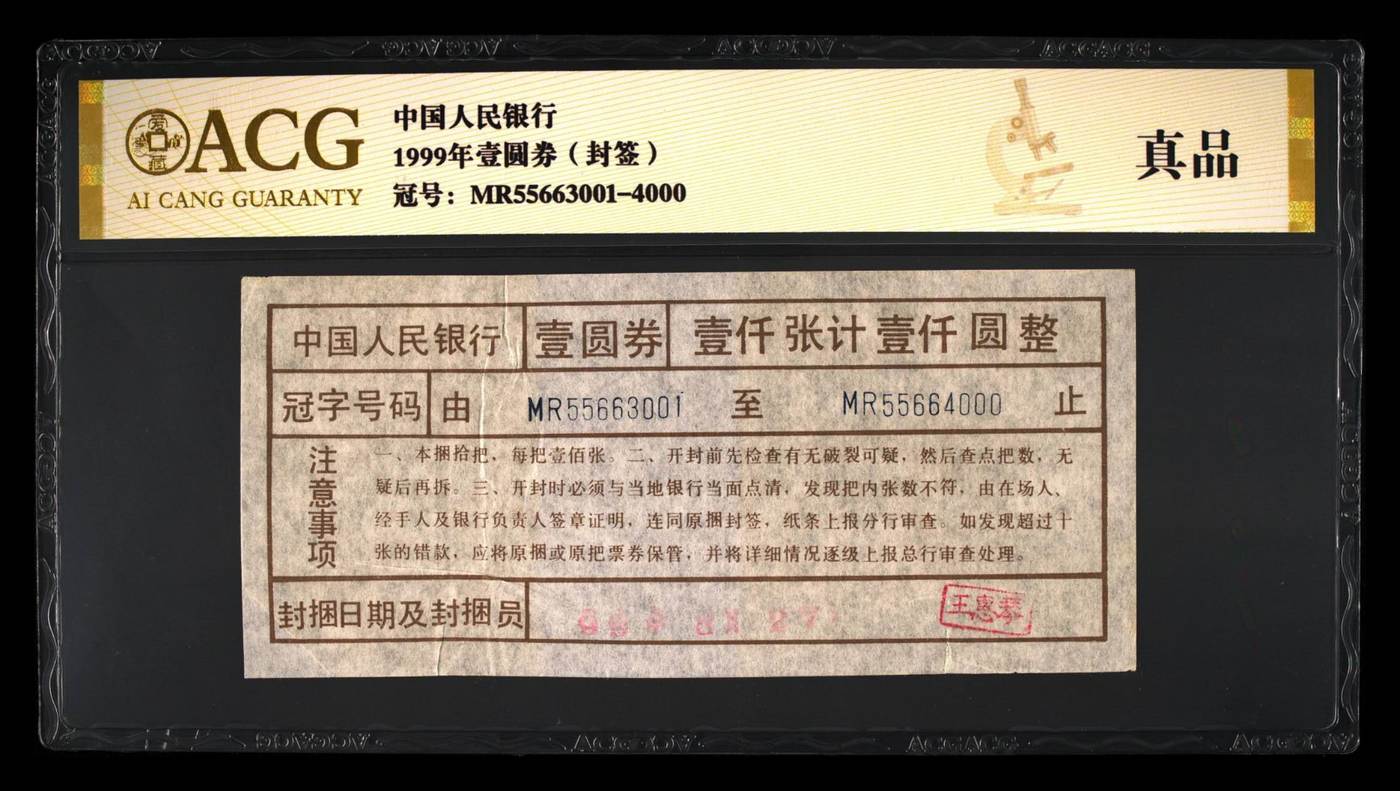 ACG
AI CANG GUARANTY
中国人民银行
1999年壹圆券（封签）
冠号：MR55663001-4000
真品
中国人民银行 壹圆券 壹仟张计壹仟圆整
冠字号码 由 MR55663001 至 MR55664000 止
注意事项
一、本捆拾把，每把壹佰张。二、开封前先检查有无破裂可疑，然后查点把数，无
疑后再拆。三、开封时必须与当地银行当面点清，发现把内张数不符，由在场人、
经手人及银行负责人签章证明，连同原捆封签，纸条上报分行审查。如发现超过十
张的错款，应将原捆或原把票券保管，并将详细情况逐级上报总行审查处理。
封捆日期及封捆员
王惠琴